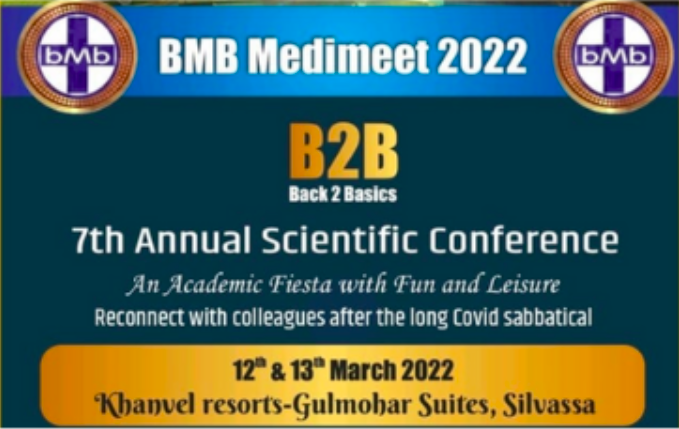 bmb BMB Medimeet 2022 bmb
B2B
Back 2 Basics
7th Annual Scientific Conference
An Academic Fiesta with Fun and Leisure
Reconnect with colleagues after the long Covid sabbatical
12th & 13th March 2022
Khanvel resorts-Gulmohar Suites, Silvassa